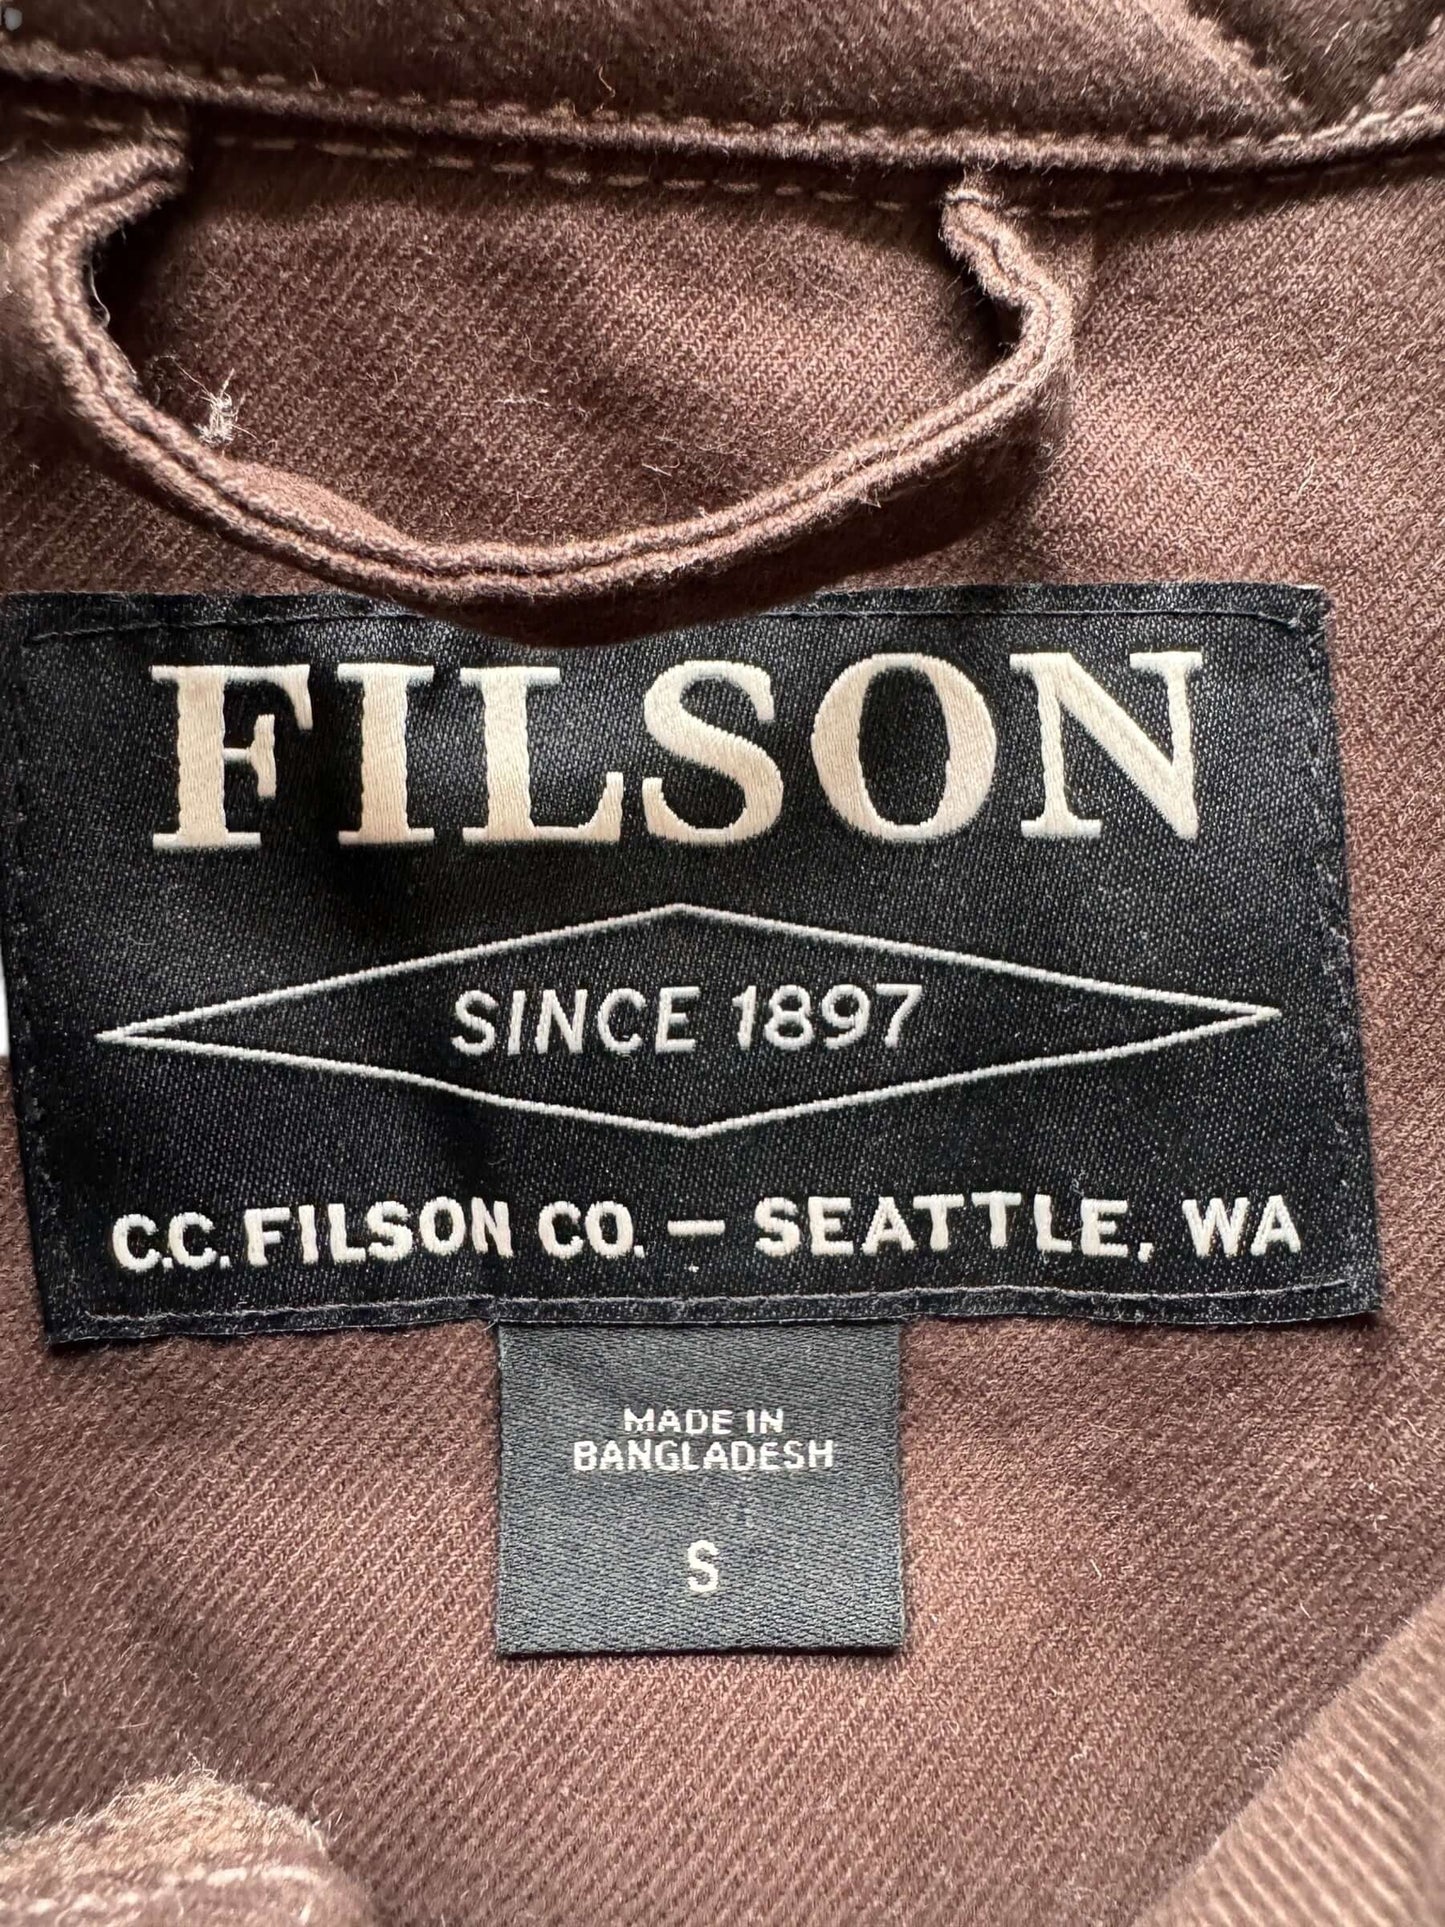 FILSON
SINCE 1897
C.C. FILSON CO. — SEATTLE, WA
MADE IN
BANGLADESH
S